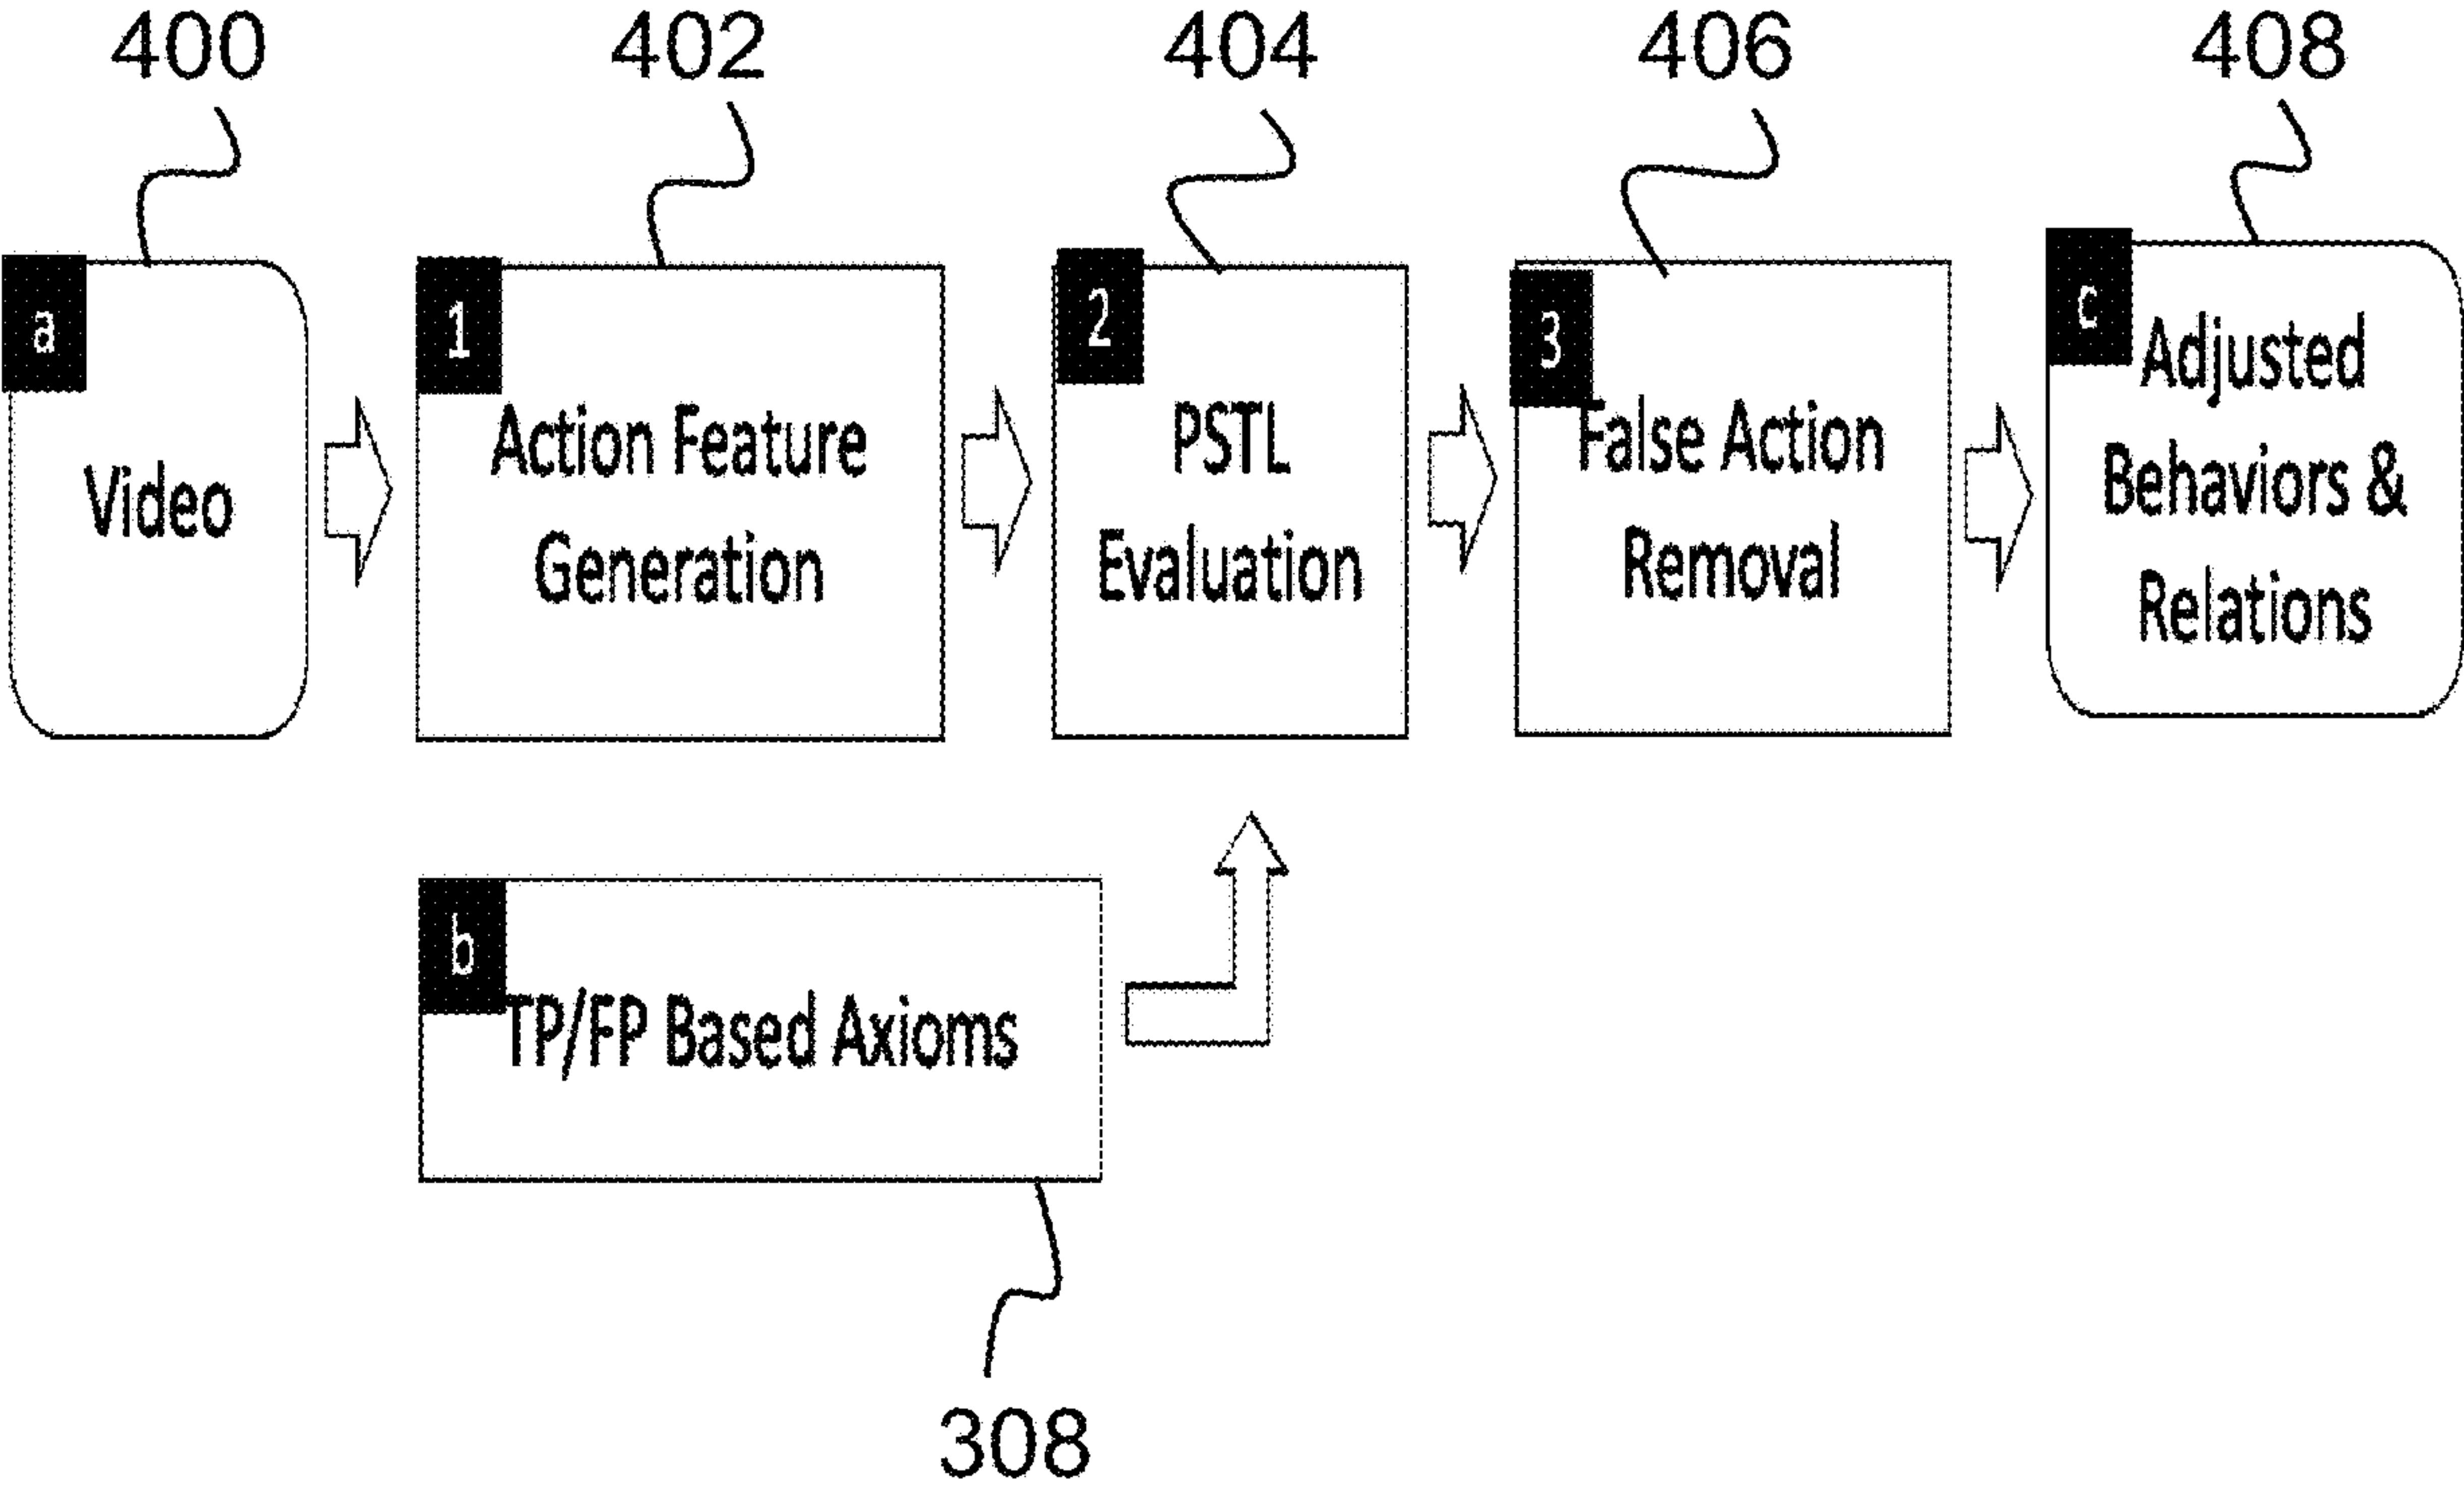 400
402
404
406
408
a
Video
1
Action Feature
Generation
2
PSTL
Evaluation
3
False Action
Removal
c
Adjusted
Behaviors &
Relations
b
TP/FP Based Axioms
308